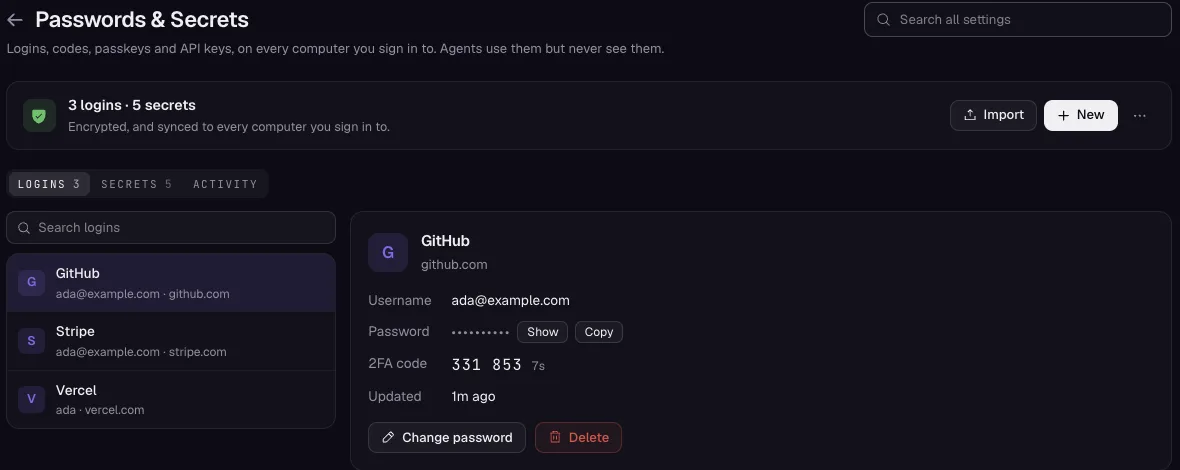 Passwords & Secrets
Search all settings
Logins, codes, passkeys and API keys, on every computer you sign in to. Agents use them but never see them.
3 logins · 5 secrets
Encrypted, and synced to every computer you sign in to.
Import
New
LOGINS 3
SECRETS 5
ACTIVITY
Search logins
G
GitHub
ada@example.com · github.com
S
Stripe
ada@example.com · stripe.com
V
Vercel
ada · vercel.com
G
GitHub
github.com
Username ada@example.com
Password •••••••••• Show Copy
2FA code 331 853 7s
Updated 1m ago
Change password
Delete